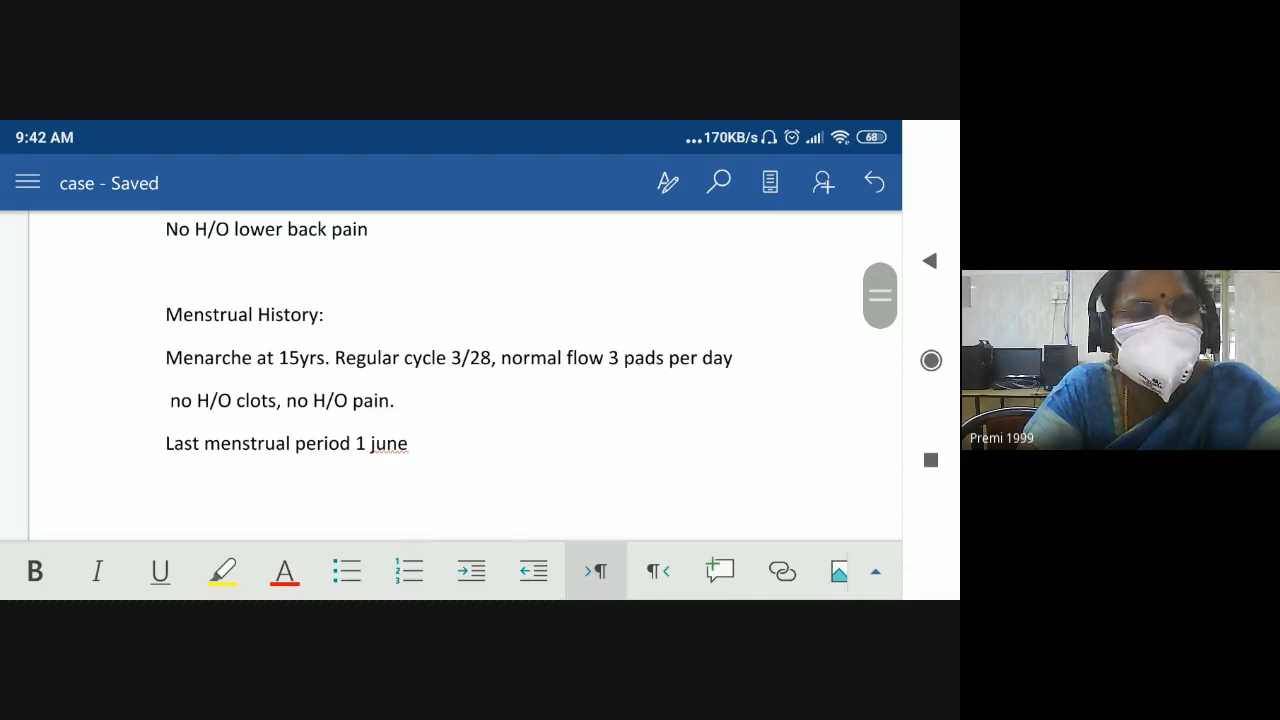 9:42 AM
...170KB/s
68
case - Saved
No H/O lower back pain
Menstrual History:
Menarche at 15yrs. Regular cycle 3/28, normal flow 3 pads per day
no H/O clots, no H/O pain.
Last menstrual period 1 june
B I U A
Premi 1999